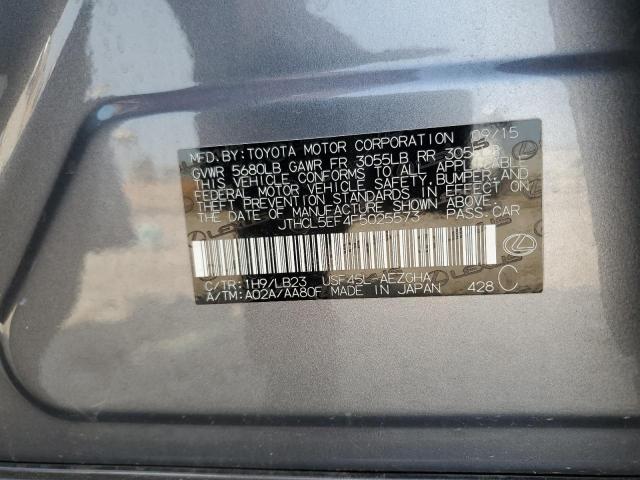 MFD.BY:TOYOTA MOTOR CORPORATION 09/15
GVWR 5680LB GAWR FR 3055LB RR 3055LB
THIS VEHICLE CONFORMS TO ALL APPLICABLE
FEDERAL MOTOR VEHICLE SAFETY, BUMPER, AND
THEFT PREVENTION STANDARDS IN EFFECT ON
THE DATE OF MANUFACTURE SHOWN ABOVE.
JTHCL5EF4F5025573 PASS.CAR
C/TR:1H9/LB23 USF45L-AEZGHA
A/TM:A02A/AA80F MADE IN JAPAN 428 C
LEXUS